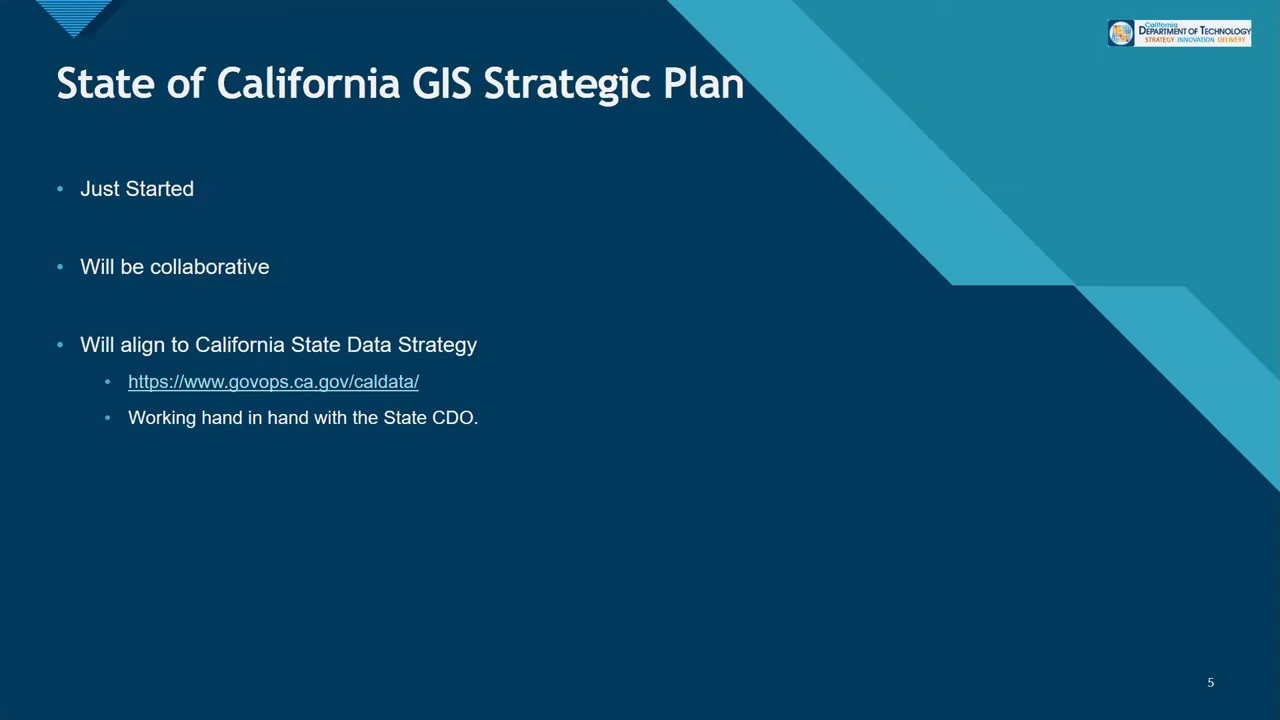 California
DEPARTMENT OF TECHNOLOGY
STRATEGY INNOVATION DELIVERY
State of California GIS Strategic Plan
• Just Started
• Will be collaborative
• Will align to California State Data Strategy
• https://www.govops.ca.gov/caldata/
• Working hand in hand with the State CDO.
5